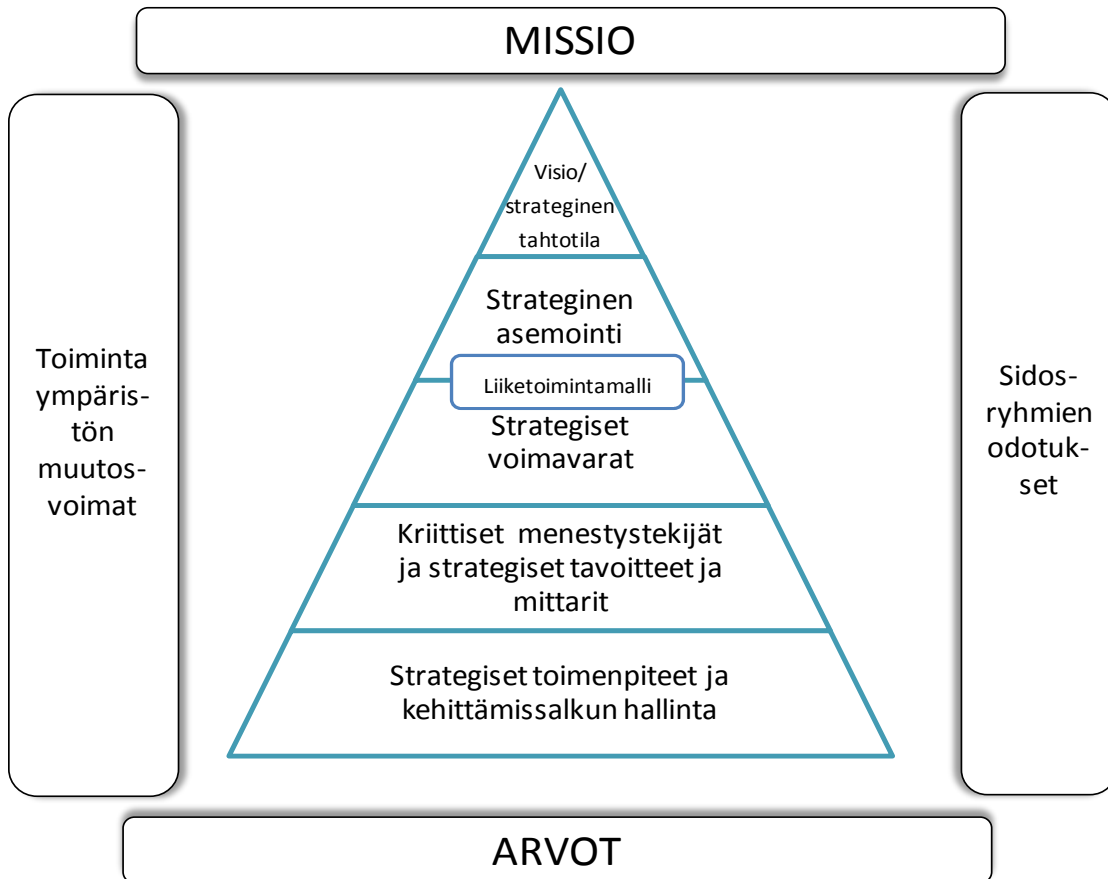 MISSIO
Toiminta
ympäris-
tön
muutos-
voimat
Visio/
strateginen
tahtotila
Strateginen
asemointi
Liiketoimintamalli
Strategiset
voimavarat
Kriittiset menestystekijät
ja strategiset tavoitteet ja
mittarit
Strategiset toimenpiteet ja
kehittämissalkun hallinta
Sidos-
ryhmien
odotuk-
set
ARVOT